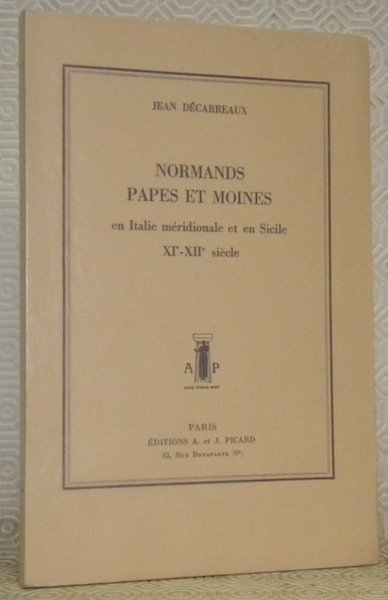 JEAN DÉCARREAUX
NORMANDS
PAPES ET MOINES
en Italie méridionale et en Sicile
XIe-XIIe siècle
A P
PARIS
ÉDITIONS A. et J. PICARD
82, Rue Bonaparte (6e)